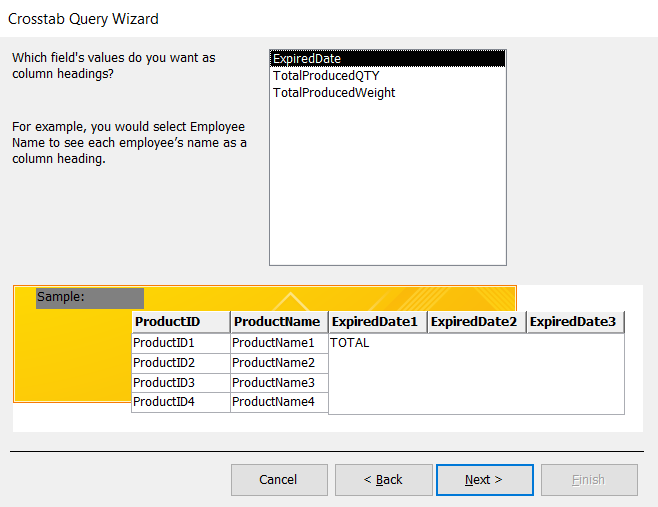 Crosstab Query Wizard
Which field's values do you want as
column headings?
For example, you would select Employee
Name to see each employee's name as a
column heading.
ExpiredDate
TotalProducedQTY
TotalProducedWeight
Sample:
ProductID ProductName ExpiredDate1 ExpiredDate2 ExpiredDate3
ProductID1 ProductName1 TOTAL
ProductID2 ProductName2
ProductID3 ProductName3
ProductID4 ProductName4
Cancel < Back Next > Finish